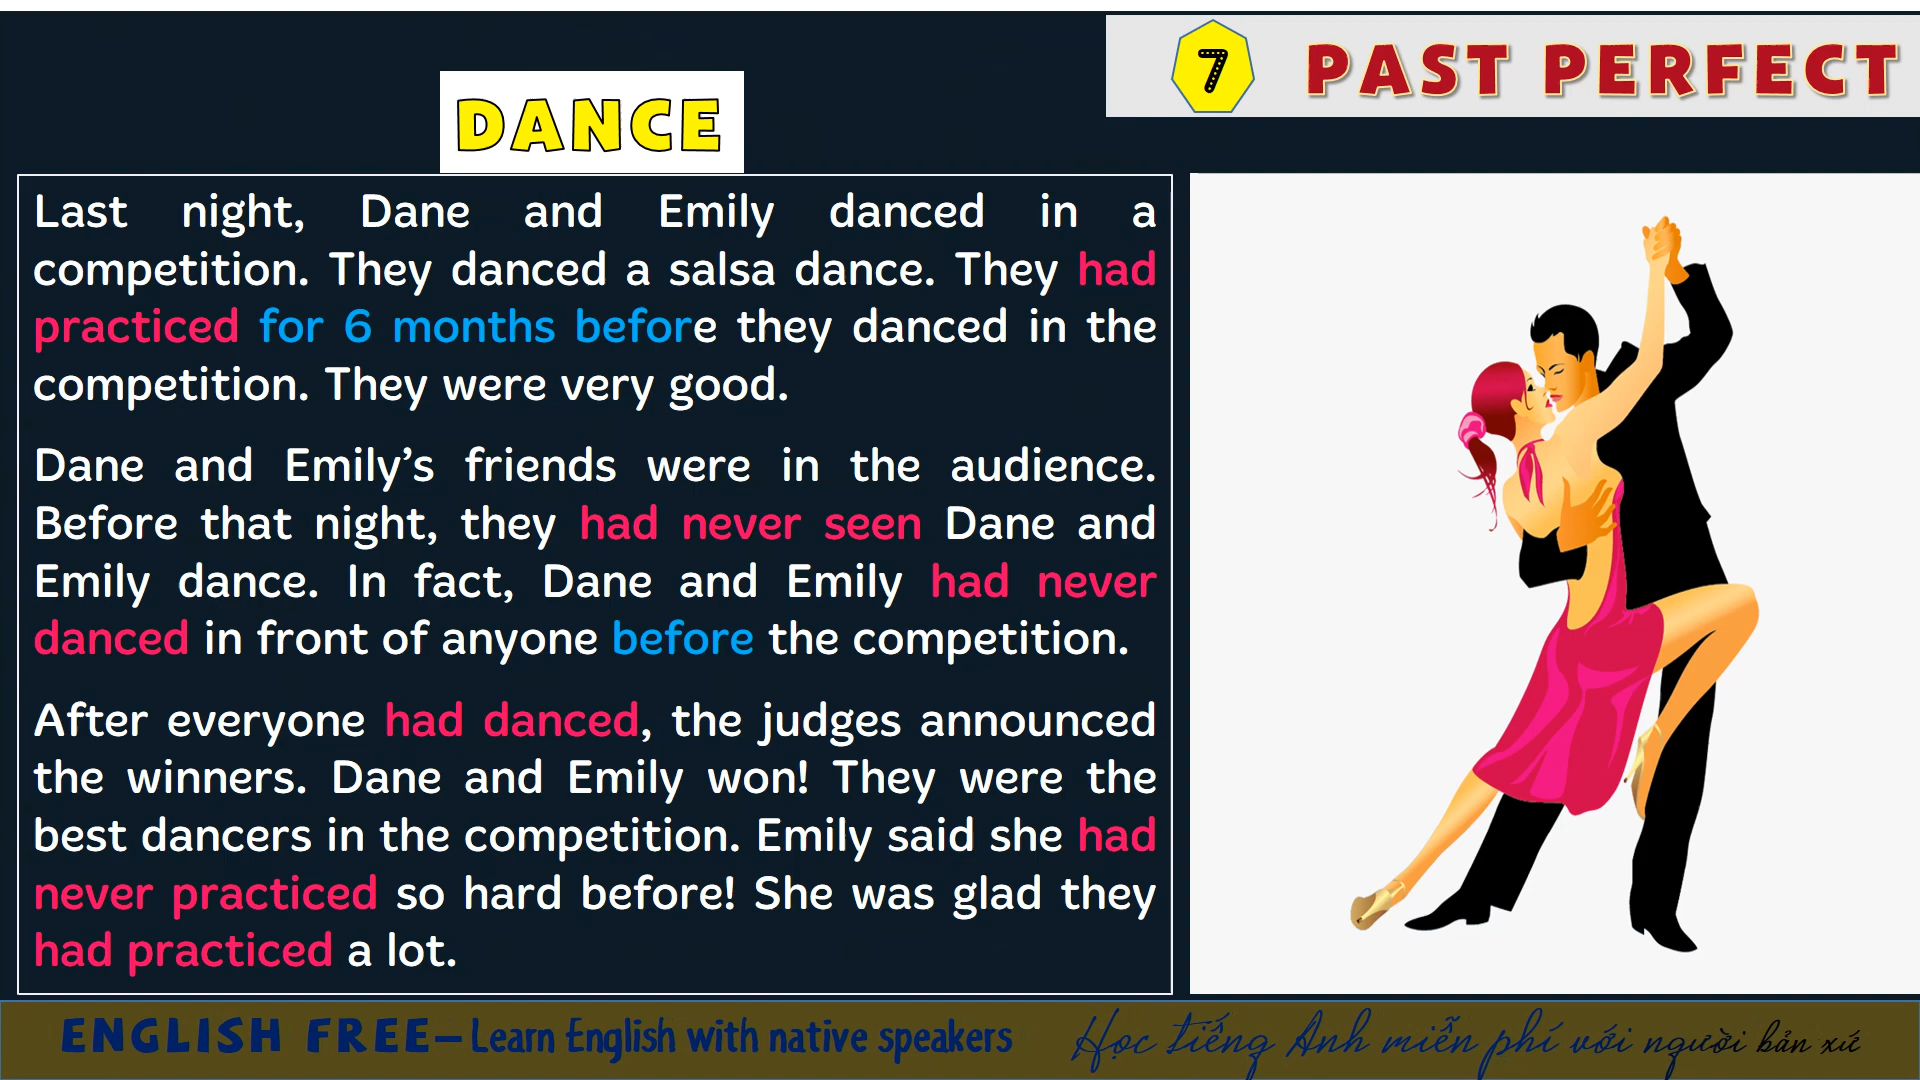 7
PAST PERFECT
DANCE
Last night, Dane and Emily danced in a
competition. They danced a salsa dance. They had
practiced for 6 months before they danced in the
competition. They were very good.
Dane and Emily’s friends were in the audience.
Before that night, they had never seen Dane and
Emily dance. In fact, Dane and Emily had never
danced in front of anyone before the competition.
After everyone had danced, the judges announced
the winners. Dane and Emily won! They were the
best dancers in the competition. Emily said she had
never practiced so hard before! She was glad they
had practiced a lot.
ENGLISH FREE– Learn English with native speakers
Học tiếng Anh miễn phí với người bản xứ